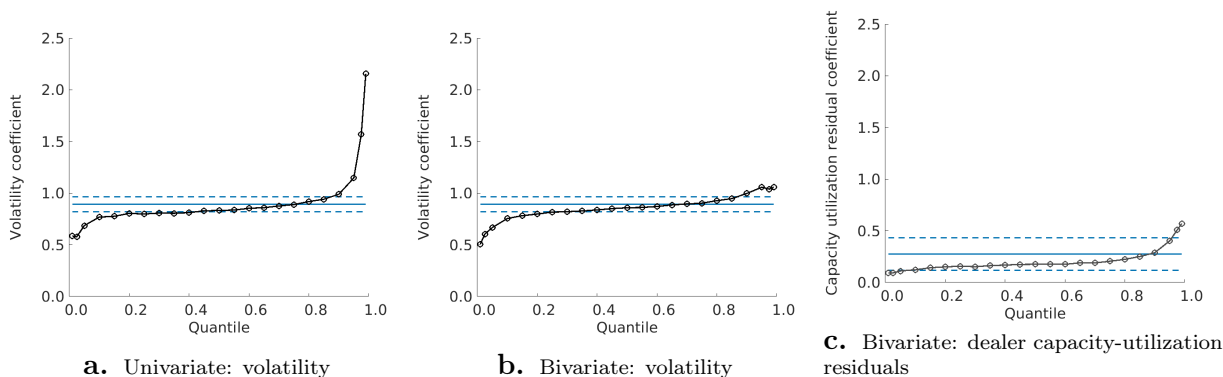 Volatility coefficient
2.5
2.0
1.5
1.0
0.5
0.0
0.0 0.2 0.4 0.6 0.8 1.0
Quantile
a. Univariate: volatility
Volatility coefficient
2.5
2.0
1.5
1.0
0.5
0.0
0.0 0.2 0.4 0.6 0.8 1.0
Quantile
b. Bivariate: volatility
Capacity utilization residual coefficient
2.5
2.0
1.5
1.0
0.5
0.0
0.0 0.2 0.4 0.6 0.8 1.0
Quantile
c. Bivariate: dealer capacity-utilization
residuals